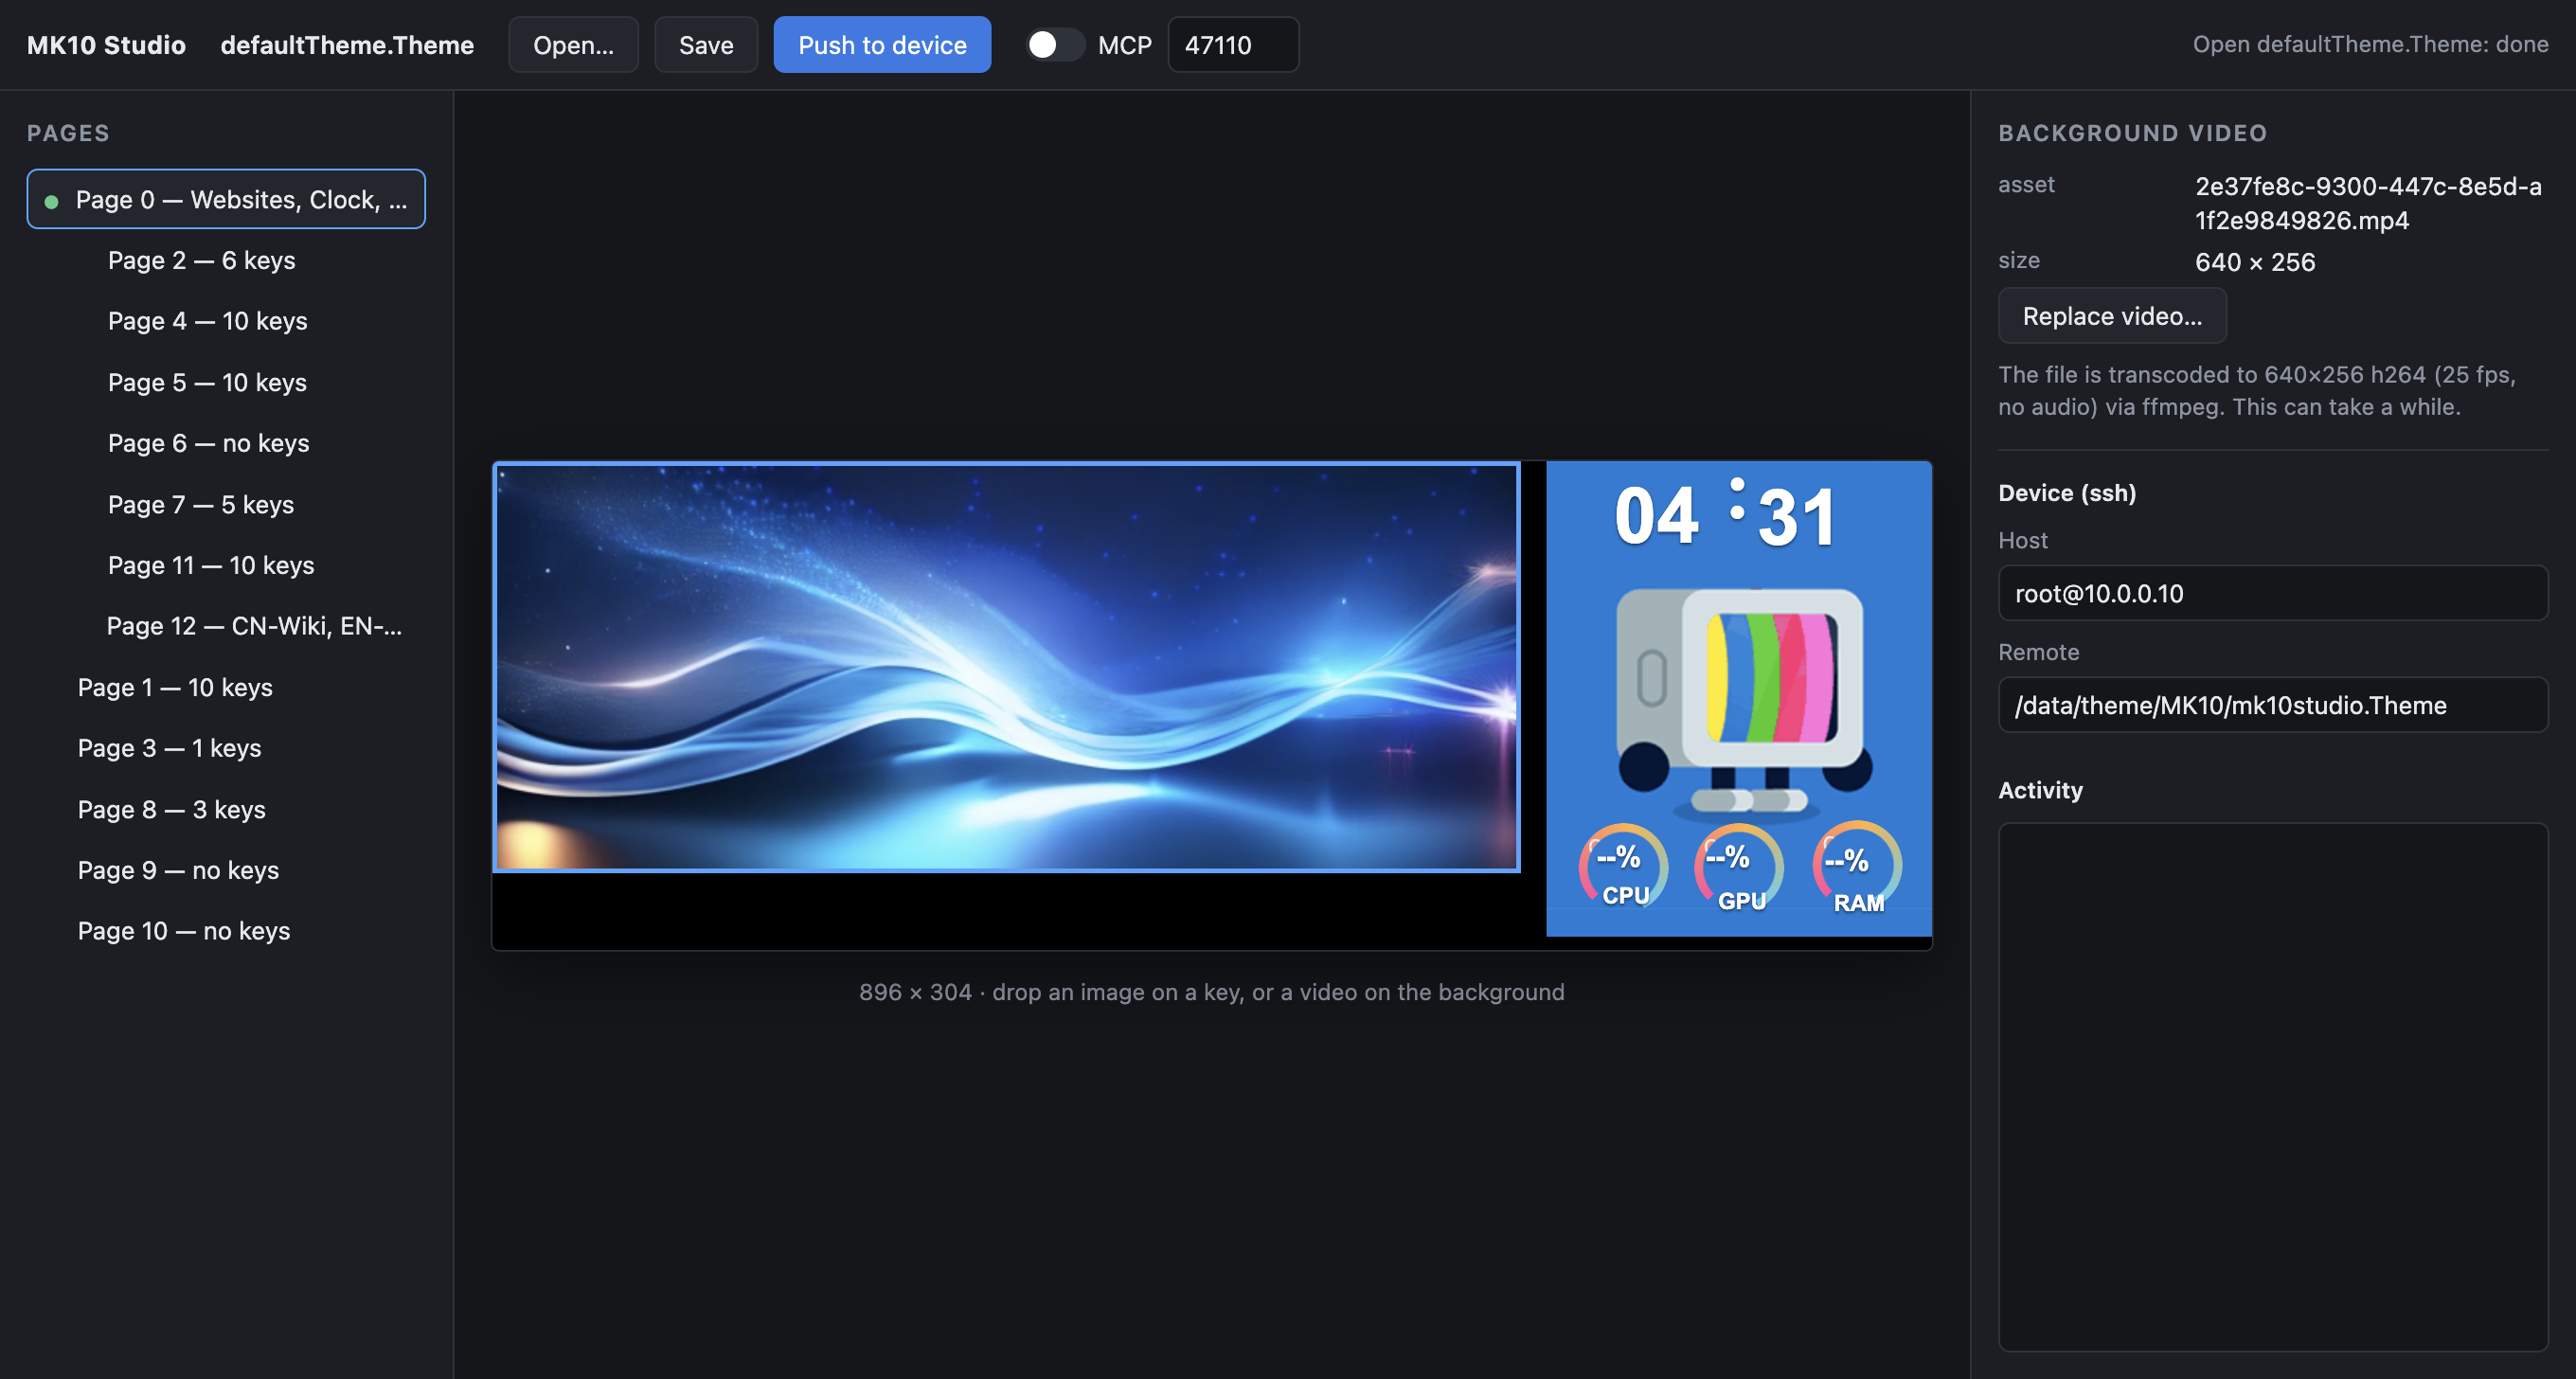 MK10 Studio
defaultTheme.Theme
Open...
Save
Push to device
MCP
47110
Open defaultTheme.Theme: done
PAGES
Page 0 — Websites, Clock, ...
Page 2 — 6 keys
Page 4 — 10 keys
Page 5 — 10 keys
Page 6 — no keys
Page 7 — 5 keys
Page 11 — 10 keys
Page 12 — CN-Wiki, EN-...
Page 1 — 10 keys
Page 3 — 1 keys
Page 8 — 3 keys
Page 9 — no keys
Page 10 — no keys
04 : 31
--%
CPU
--%
GPU
--%
RAM
896 × 304 · drop an image on a key, or a video on the background
BACKGROUND VIDEO
asset
2e37fe8c-9300-447c-8e5d-a
1f2e9849826.mp4
size
640 × 256
Replace video...
The file is transcoded to 640×256 h264 (25 fps,
no audio) via ffmpeg. This can take a while.
Device (ssh)
Host
root@10.0.0.10
Remote
/data/theme/MK10/mk10studio.Theme
Activity